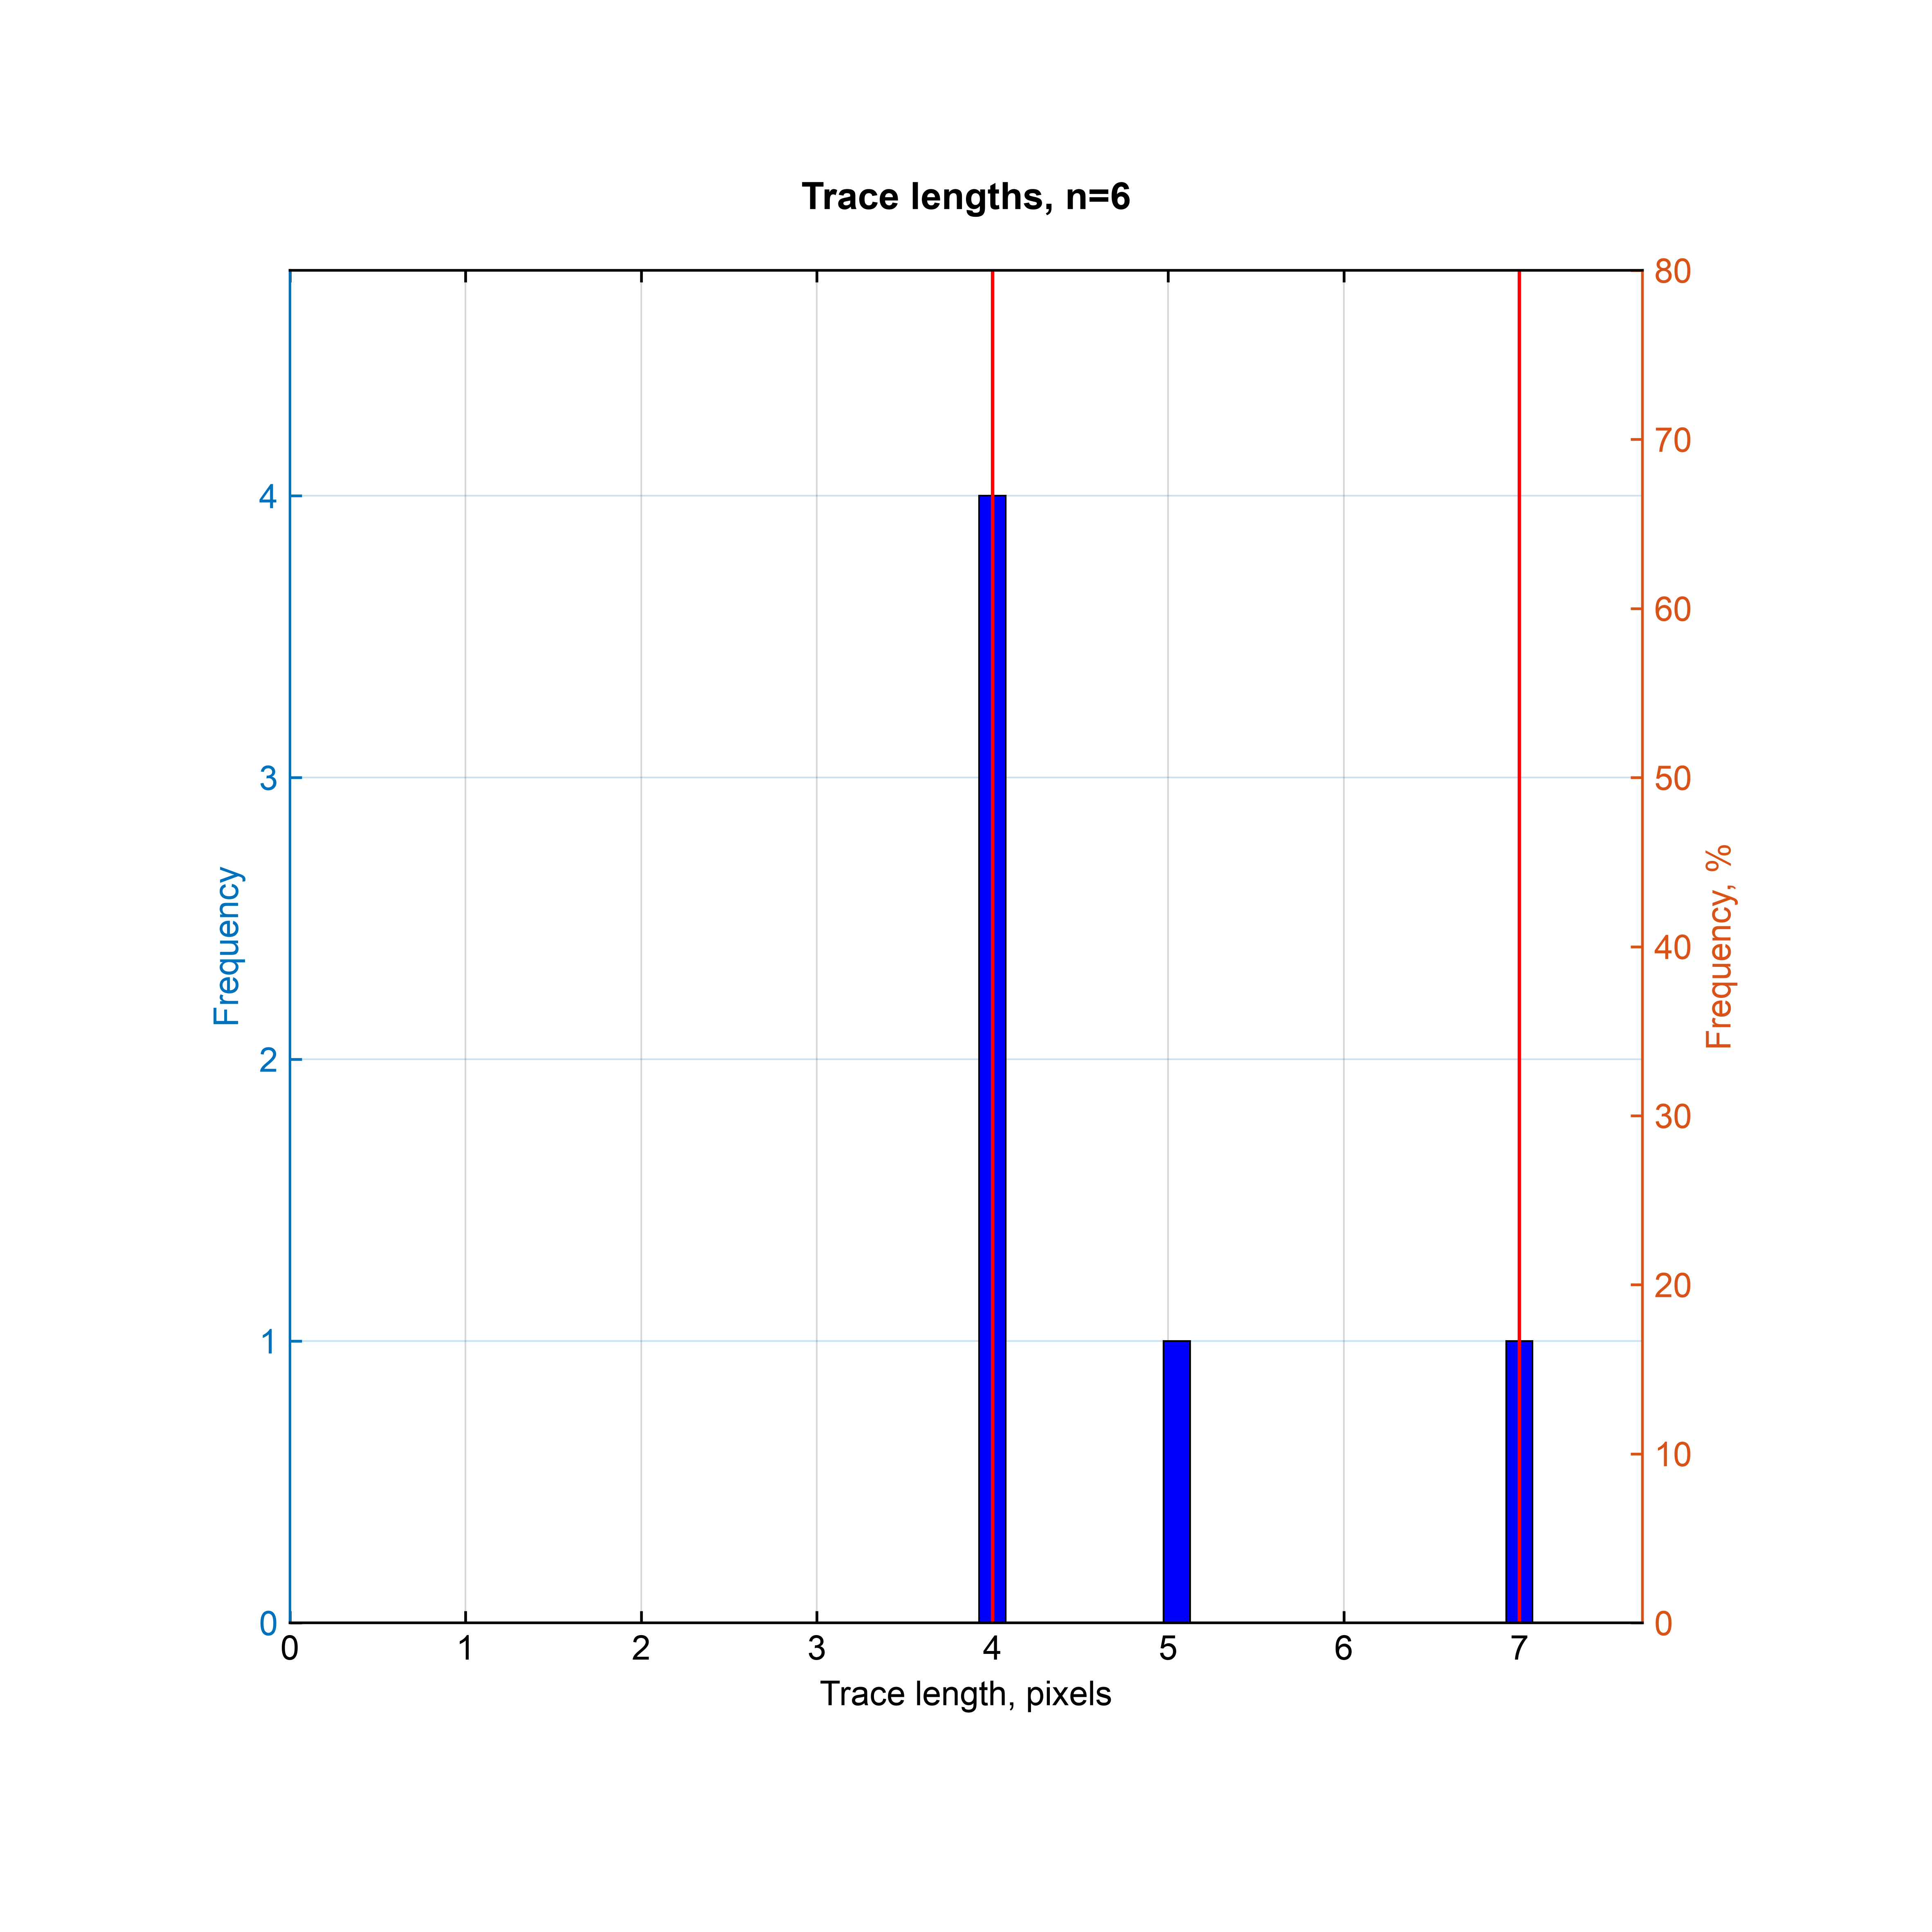 Trace lengths, n=6
Frequency
4
3
2
1
0
80
70
60
50
40
30
20
10
0
Frequency, %
0 1 2 3 4 5 6 7
Trace length, pixels